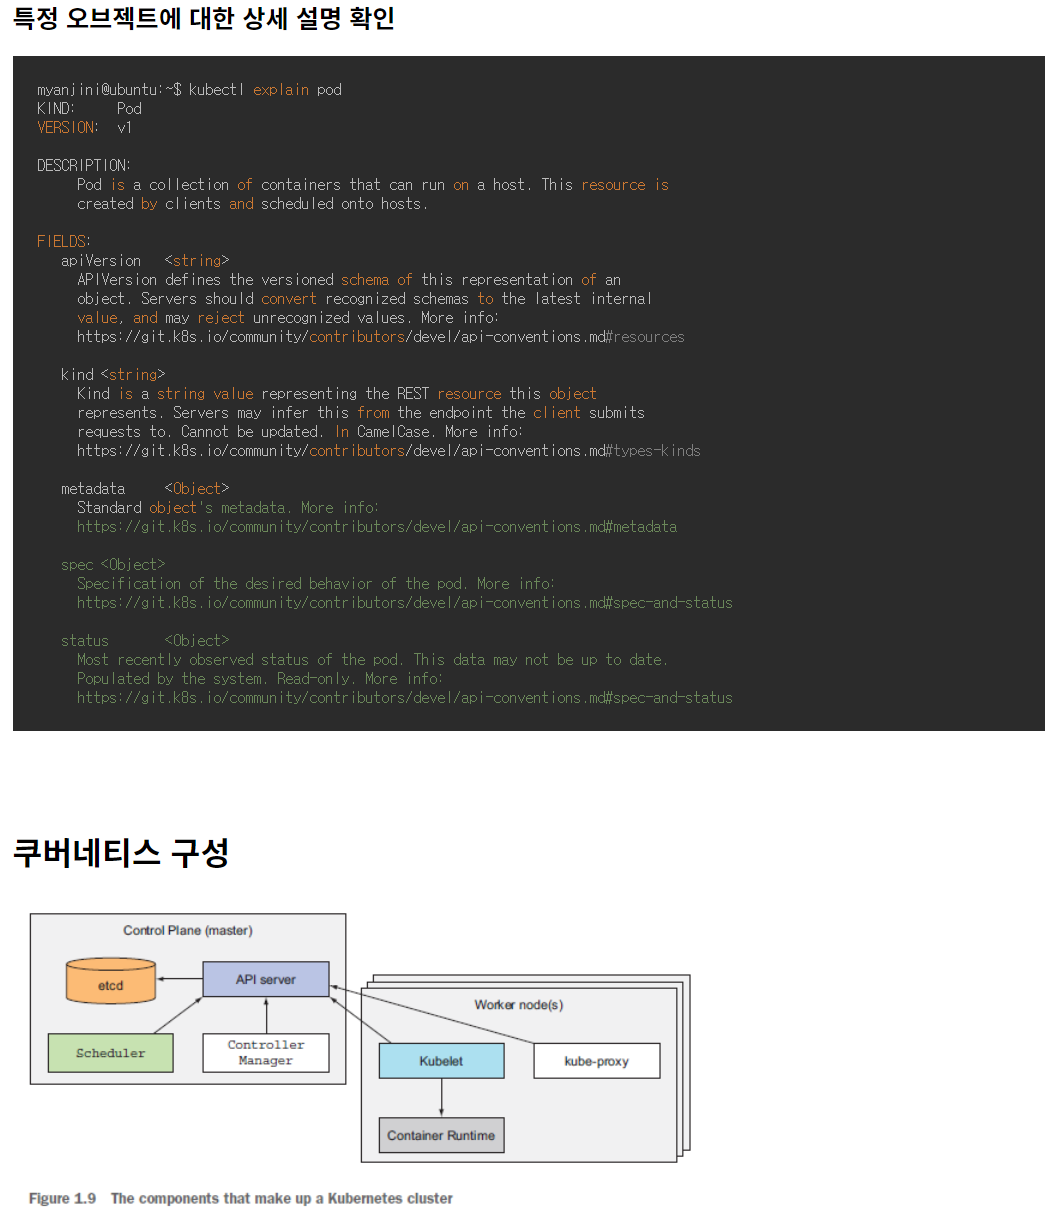 특정 오브젝트에 대한 상세 설명 확인
myanjini@ubuntu:~$ kubectl explain pod
KIND:     Pod
VERSION:  v1
DESCRIPTION:
Pod is a collection of containers that can run on a host. This resource is
created by clients and scheduled onto hosts.
FIELDS:
apiVersion   <string>
APIVersion defines the versioned schema of this representation of an
object. Servers should convert recognized schemas to the latest internal
value, and may reject unrecognized values. More info:
https://git.k8s.io/community/contributors/devel/api-conventions.md#resources
kind <string>
Kind is a string value representing the REST resource this object
represents. Servers may infer this from the endpoint the client submits
requests to. Cannot be updated. In CamelCase. More info:
https://git.k8s.io/community/contributors/devel/api-conventions.md#types-kinds
metadata     <Object>
Standard object's metadata. More info:
https://git.k8s.io/community/contributors/devel/api-conventions.md#metadata
spec <Object>
Specification of the desired behavior of the pod. More info:
https://git.k8s.io/community/contributors/devel/api-conventions.md#spec-and-status
status       <Object>
Most recently observed status of the pod. This data may not be up to date.
Populated by the system. Read-only. More info:
https://git.k8s.io/community/contributors/devel/api-conventions.md#spec-and-status
쿠버네티스 구성
Control Plane (master)
etcd
API server
Scheduler
Controller
Manager
Worker node(s)
Kubelet
kube-proxy
Container Runtime
Figure 1.9   The components that make up a Kubernetes cluster